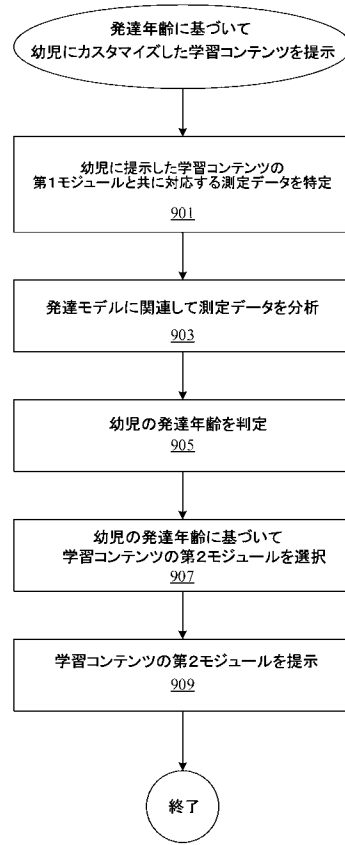 発達年齢に基づいて
幼児にカスタマイズした学習コンテンツを提示
幼児に提示した学習コンテンツの
第1モジュールと共に対応する測定データを特定
901
発達モデルに関連して測定データを分析
903
幼児の発達年齢を判定
905
幼児の発達年齢に基づいて
学習コンテンツの第2モジュールを選択
907
学習コンテンツの第2モジュールを提示
909
終了